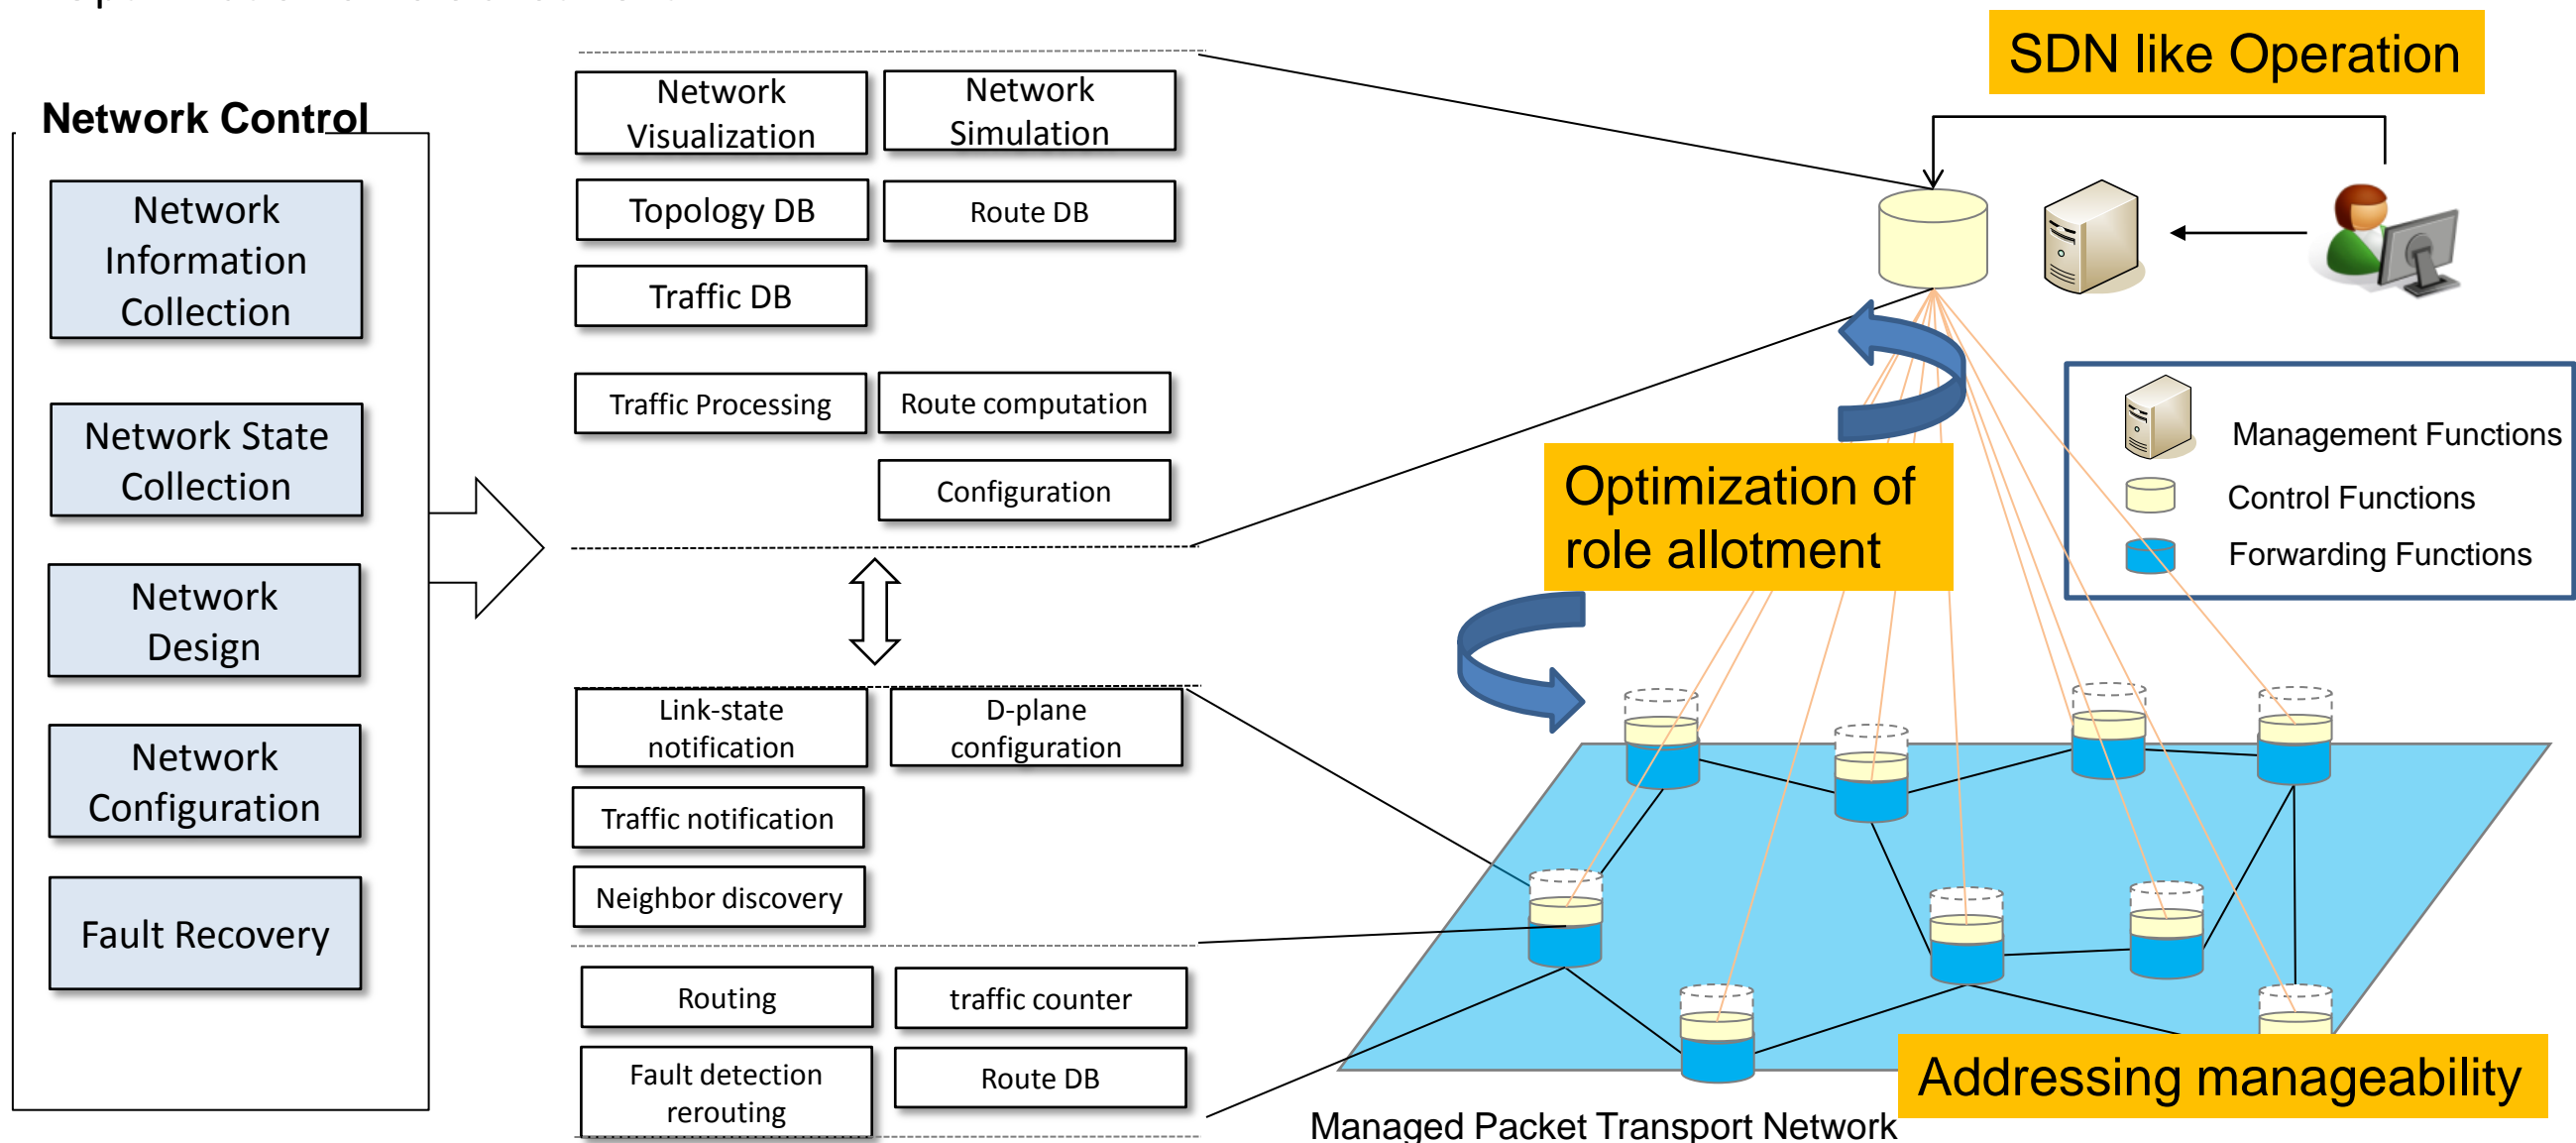 SDN like Operation
Network Control
Network
Information
Collection
Network State
Collection
Network
Design
Network
Configuration
Fault Recovery
Network
Visualization
Network
Simulation
Topology DB
Route DB
Traffic DB
Traffic Processing
Route computation
Configuration
Link-state
notification
D-plane
configuration
Traffic notification
Neighbor discovery
Routing
traffic counter
Fault detection
rerouting
Route DB
Optimization of
role allotment
Management Functions
Control Functions
Forwarding Functions
Addressing manageability
Managed Packet Transport Network